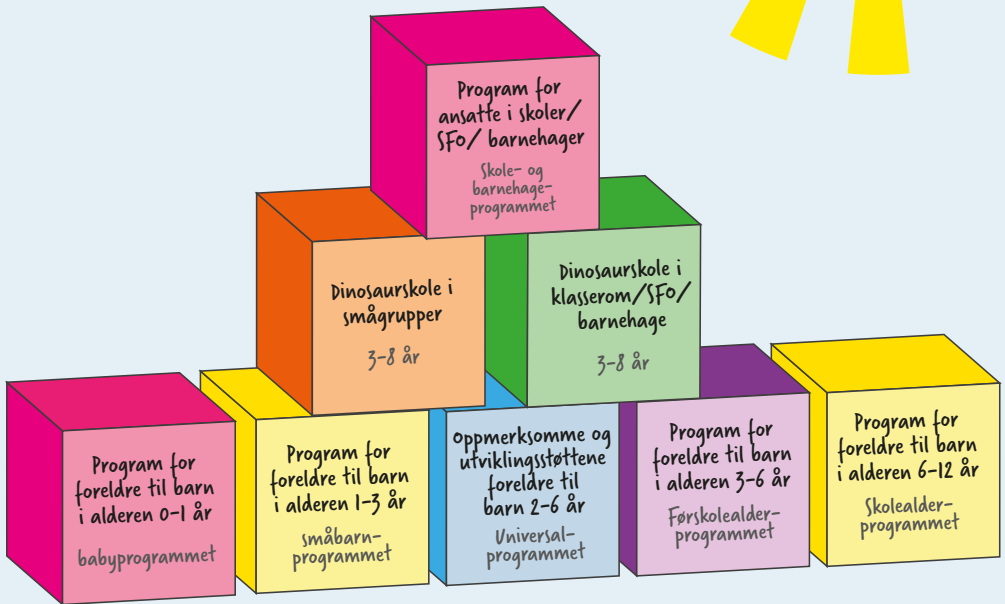 Program for
ansatte i skoler/
SFO/ barnehager
Skole- og
barnehage-
programmet
Dinosaurskole i
smågrupper
3-8 år
Dinosaurskole i
klasserom/SFO/
barnehage
3-8 år
Program for
foreldre til barn
i alderen 0-1 år
babyprogrammet
Program for
foreldre til barn
i alderen 1-3 år
småbarn-
programmet
Oppmerksomme og
utviklingsstøttene
foreldre til
barn 2-6 år
Universal-
programmet
Program for
foreldre til barn
i alderen 3-6 år
Førskolealder-
programmet
Program for
foreldre til barn
i alderen 6-12 år
Skolealder-
programmet